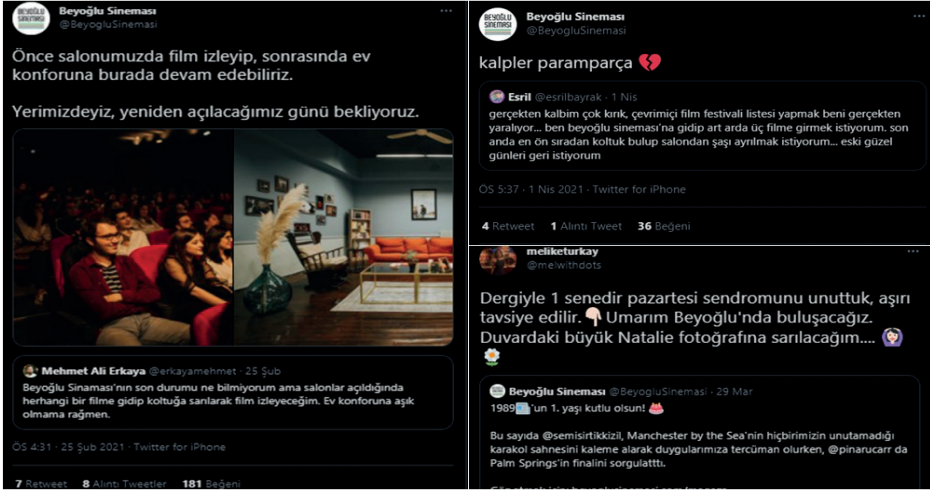 Beyoğlu Sineması
@BeyogluSinemasi
Önce salonumuzda film izleyip, sonrasında ev
konforuna burada devam edebiliriz.
Yerimizdeyiz, yeniden açılacağımız günü bekliyoruz.
Mehmet Ali Erkaya @erkayamehmet · 25 Şub
Beyoğlu Sinaması'nın son durumu ne bilmiyorum ama salonlar açıldığında
herhangi bir filme gidip koltuğa sarılarak film izleyeceğim. Ev konforuna aşık
olmama rağmen.
ÖS 4:31 · 25 Şub 2021 · Twitter for iPhone
7 Retweet 8 Alıntı Tweetler 181 Beğeni
BEYOĞLU
SİNEMASI
Beyoğlu Sineması
@BeyogluSinemasi
kalpler paramparça 💔
Esril @esrilbayrak · 1 Nis
gerçekten kalbim çok kırık, çevrimiçi film festivali listesi yapmak beni gerçekten
yaralıyor... ben beyoğlu sineması'na gidip art arda üç filme girmek istiyorum. son
anda en ön sıradan koltuk bulup salondan şaşı ayrılmak istiyorum... eski güzel
günleri geri istiyorum
ÖS 5:37 · 1 Nis 2021 · Twitter for iPhone
4 Retweet 1 Alıntı Tweet 36 Beğeni
meliketurkay
@melwithdots
Dergiyle 1 senedir pazartesi sendromunu unuttuk, aşırı
tavsiye edilir.👇🏻Umarım Beyoğlu'nda buluşacağız.
Duvardaki büyük Natalie fotoğrafına sarılacağım.... 🙆🏻‍♀️
🌼
Beyoğlu Sineması @BeyogluSinemasi · 29 Mar
1989📰'un 1. yaşı kutlu olsun! 🎂
Bu sayıda @semisirtikkizil, Manchester by the Sea'nin hiçbirimizin unutamadığı
karakol sahnesini kaleme alarak duygularımıza tercüman olurken, @pinarucarr da
Palm Springs'in finalini sorgulatttı.